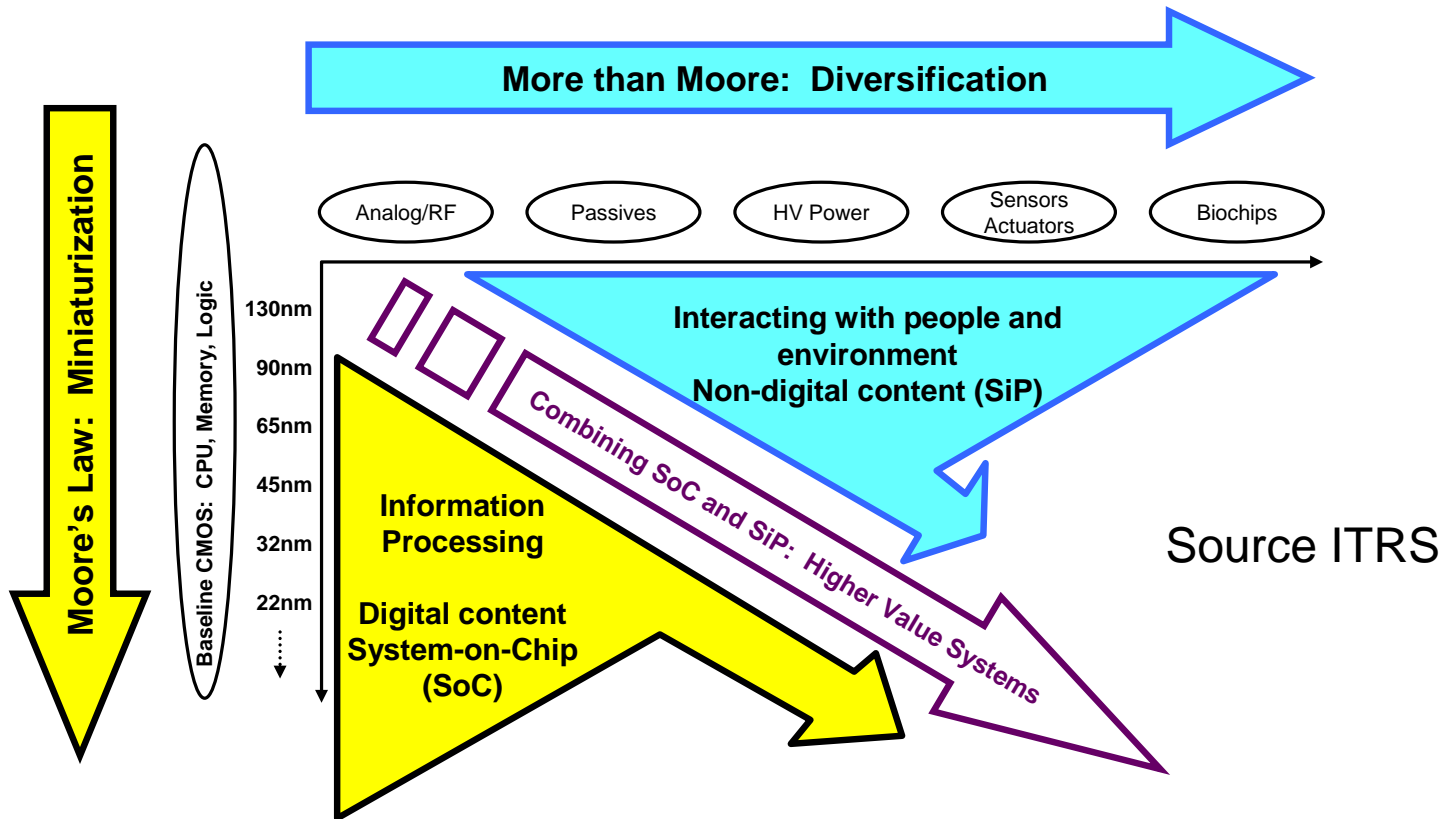 More than Moore:  Diversification
Moore's Law:  Miniaturization
Baseline CMOS:  CPU, Memory, Logic
Analog/RF
Passives
HV Power
Sensors
Actuators
Biochips
130nm
90nm
65nm
45nm
32nm
22nm
Interacting with people and
environment
Non-digital content (SiP)
Combining SoC and SiP:  Higher Value Systems
Information
Processing
Digital content
System-on-Chip
(SoC)
Source ITRS